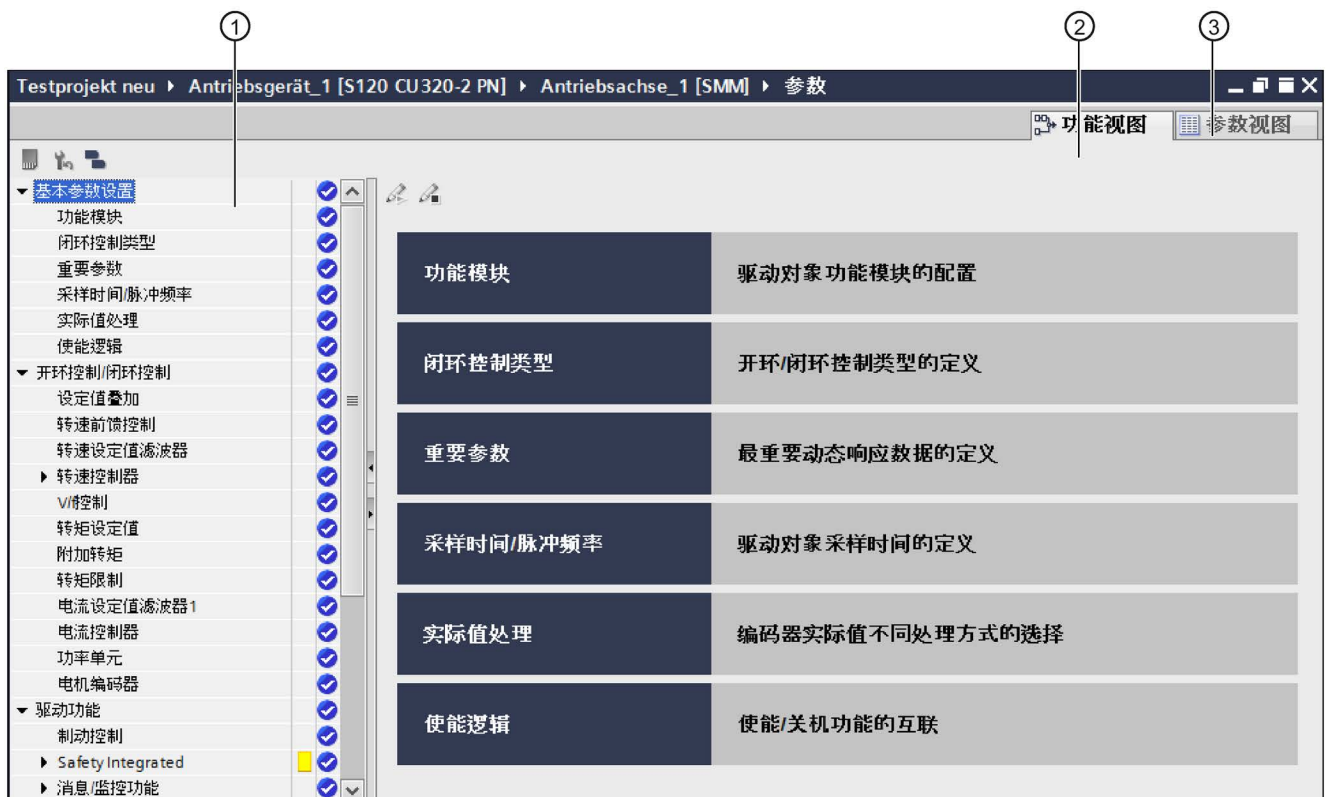 1
2
3
Testprojekt neu ▸ Antriebsgerät_1 [S120 CU320-2 PN] ▸ Antriebsachse_1 [SMM] ▸ 参数
功能视图
参数视图
基本参数设置
功能模块
闭环控制类型
重要参数
采样时间/脉冲频率
实际值处理
使能逻辑
开环控制/闭环控制
设定值叠加
转速前馈控制
转速设定值滤波器
转速控制器
V/f控制
转矩设定值
附加转矩
转矩限制
电流设定值滤波器1
电流控制器
功率单元
电机编码器
驱动功能
制动控制
Safety Integrated
消息/监控功能
功能模块 驱动对象功能模块的配置
闭环控制类型 开环/闭环控制类型的定义
重要参数 最重要动态响应数据的定义
采样时间/脉冲频率 驱动对象采样时间的定义
实际值处理 编码器实际值不同处理方式的选择
使能逻辑 使能/关机功能的互联